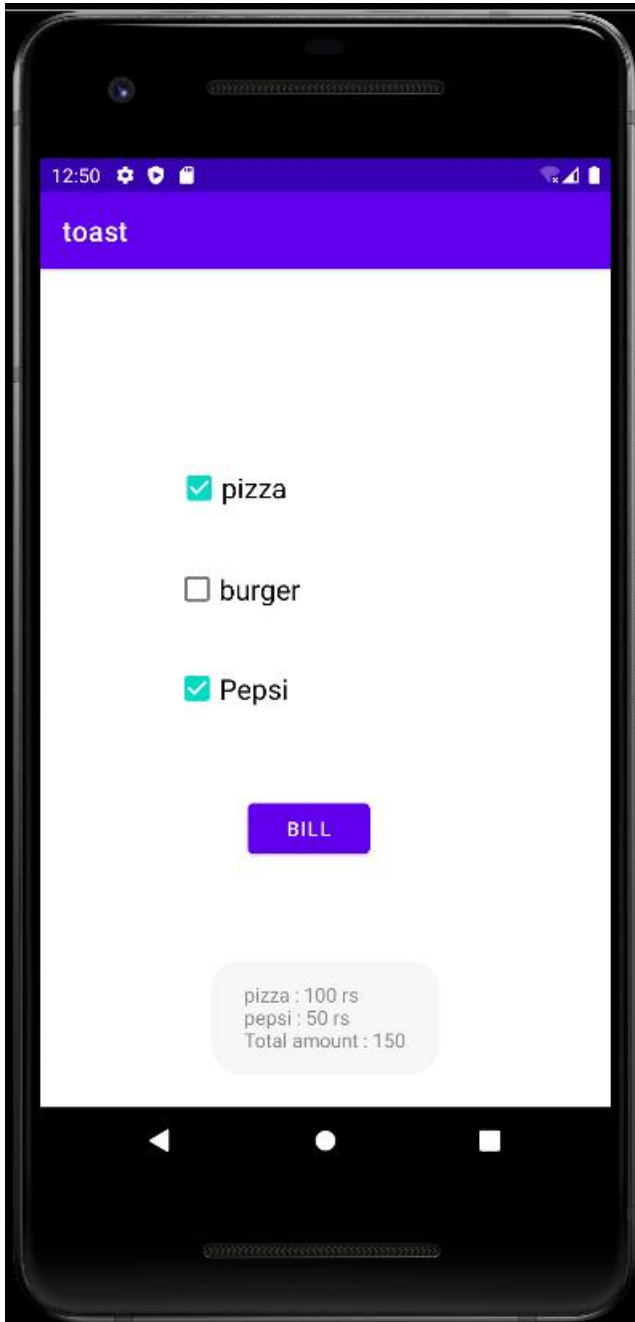 12:50
toast
pizza
burger
Pepsi
BILL
pizza : 100 rs
pepsi : 50 rs
Total amount : 150